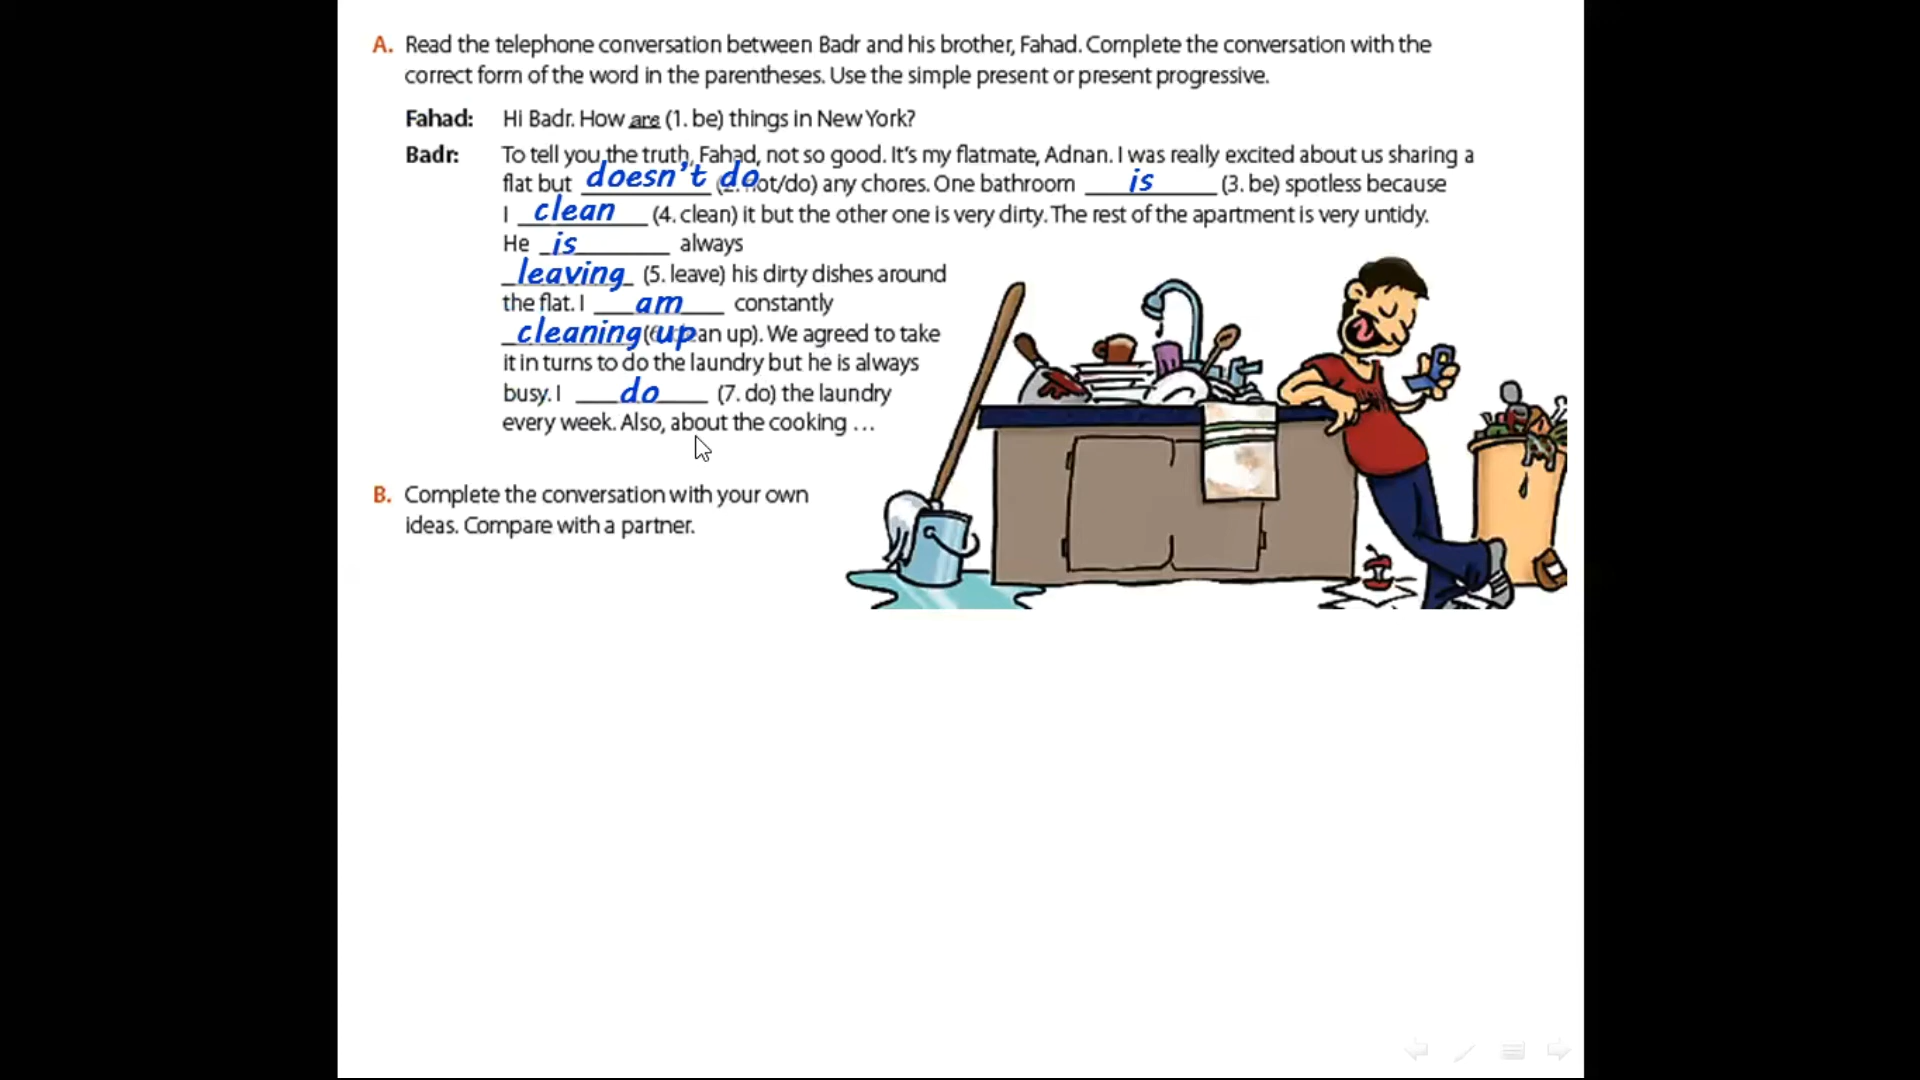 A. Read the telephone conversation between Badr and his brother, Fahad. Complete the conversation with the
correct form of the word in the parentheses. Use the simple present or present progressive.
Fahad: Hi Badr. How are (1. be) things in New York?
Badr: To tell you the truth, Fahad, not so good. It's my flatmate, Adnan. I was really excited about us sharing a
flat but doesn't do (2. not/do) any chores. One bathroom is (3. be) spotless because
I clean (4. clean) it but the other one is very dirty. The rest of the apartment is very untidy.
He is always
leaving (5. leave) his dirty dishes around
the flat. I am constantly
cleaning up (6. clean up). We agreed to take
it in turns to do the laundry but he is always
busy. I do (7. do) the laundry
every week. Also, about the cooking …
B. Complete the conversation with your own
ideas. Compare with a partner.